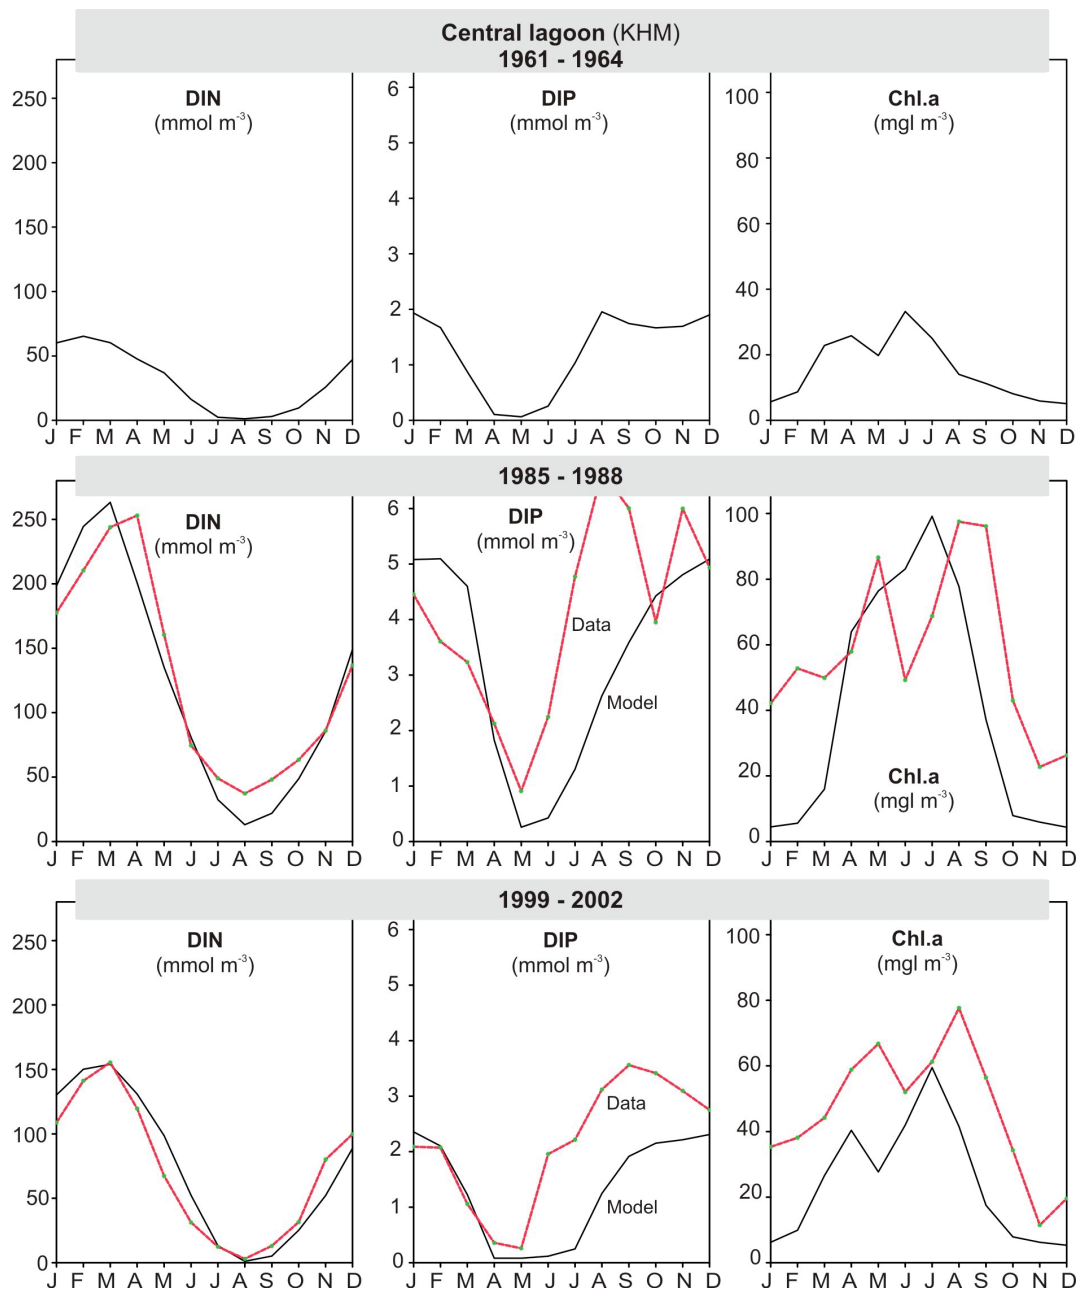 Central lagoon (KHM)
1961 - 1964
DIN
(mmol m-3)
250
200
150
100
50
0
J F M A M J J A S O N D
DIP
(mmol m-3)
6
5
4
3
2
1
0
J F M A M J J A S O N D
Chl.a
(mgl m-3)
100
80
60
40
20
0
J F M A M J J A S O N D
1985 - 1988
DIN
(mmol m-3)
250
200
150
100
50
0
J F M A M J J A S O N D
DIP
(mmol m-3)
6
5
4
3
2
1
0
Data
Model
J F M A M J J A S O N D
100
80
60
40
20
0
Chl.a
(mgl m-3)
J F M A M J J A S O N D
1999 - 2002
DIN
(mmol m-3)
250
200
150
100
50
0
J F M A M J J A S O N D
DIP
(mmol m-3)
6
5
4
3
2
1
0
Data
Model
J F M A M J J A S O N D
Chl.a
(mgl m-3)
100
80
60
40
20
0
J F M A M J J A S O N D